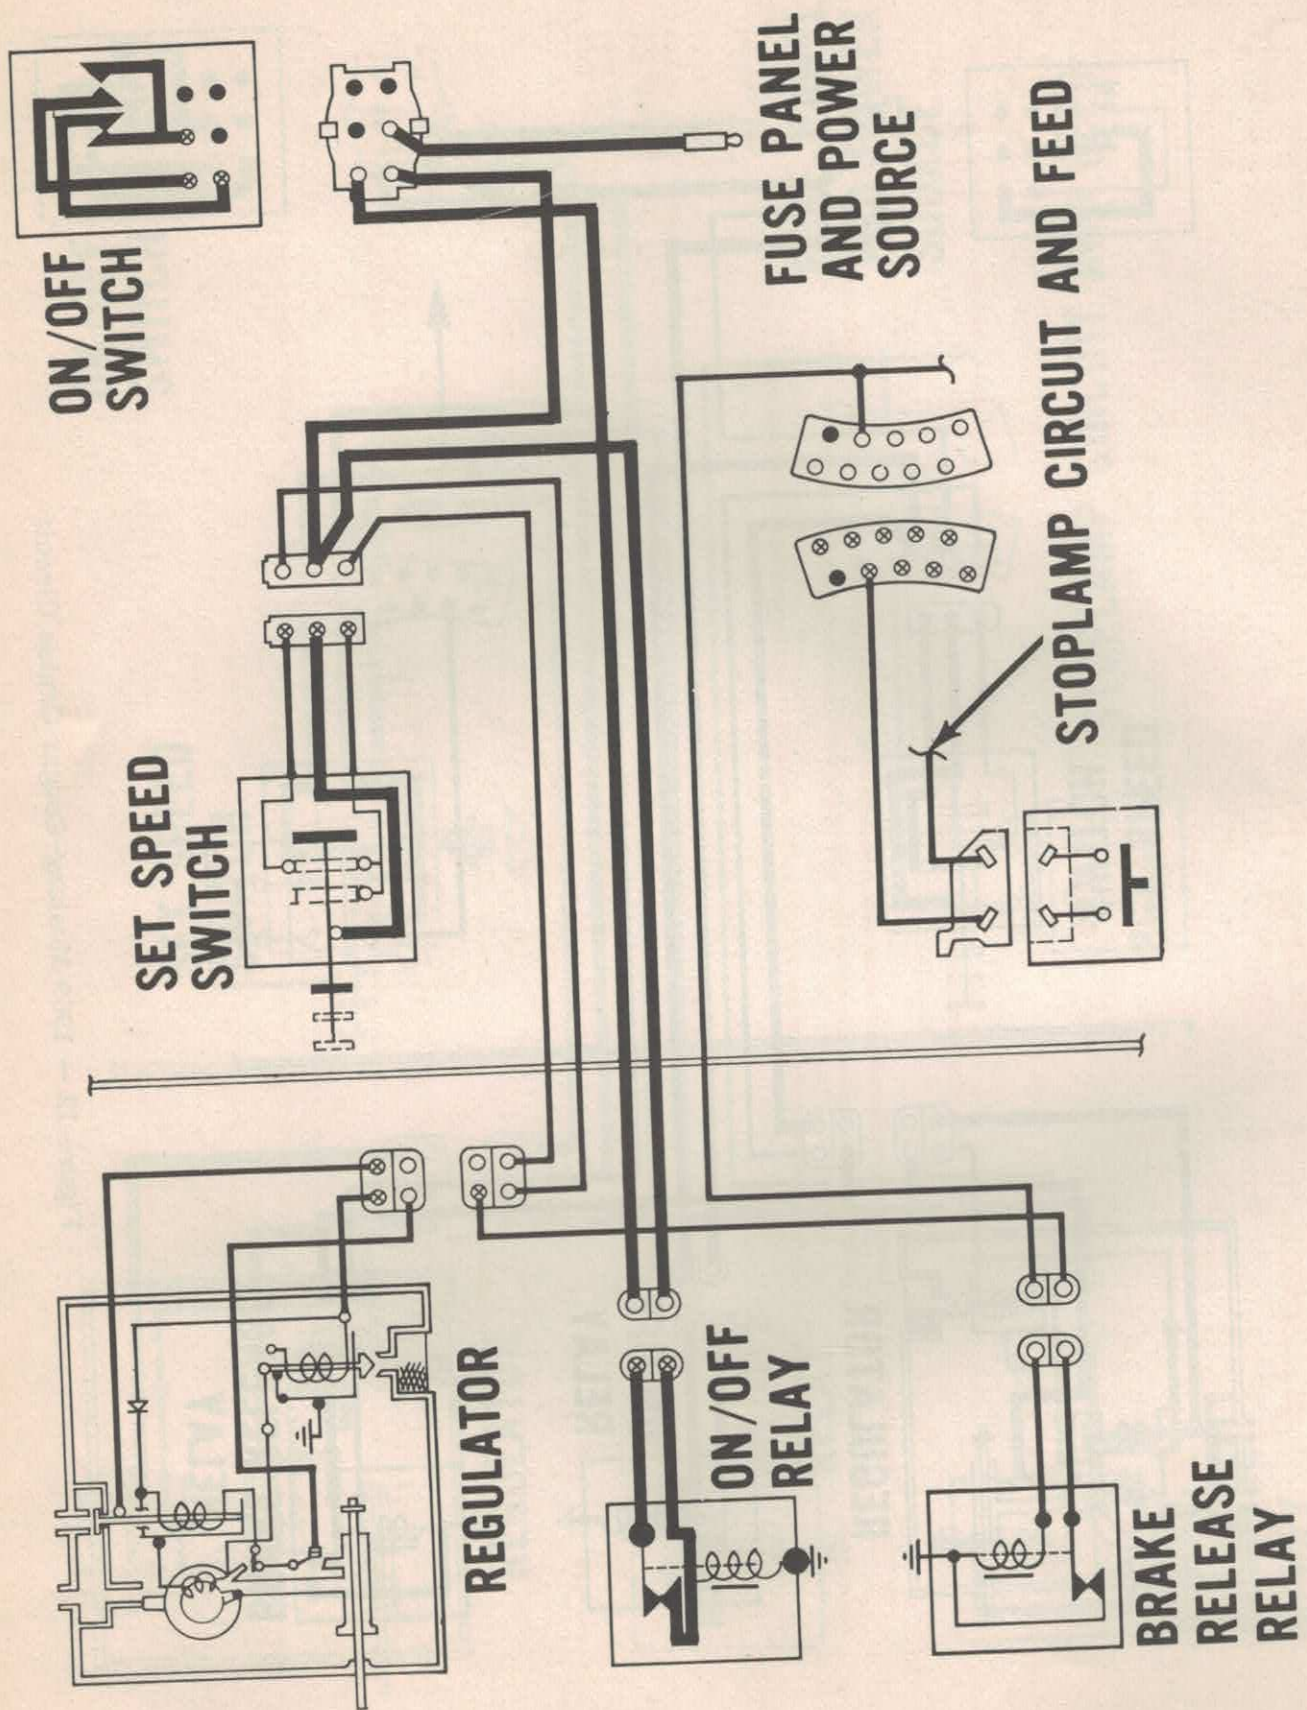 ON/OFF
SWITCH
SET SPEED
SWITCH
REGULATOR
ON/OFF
RELAY
FUSE PANEL
AND POWER
SOURCE
STOPLAMP CIRCUIT AND FEED
BRAKE
RELEASE
RELAY